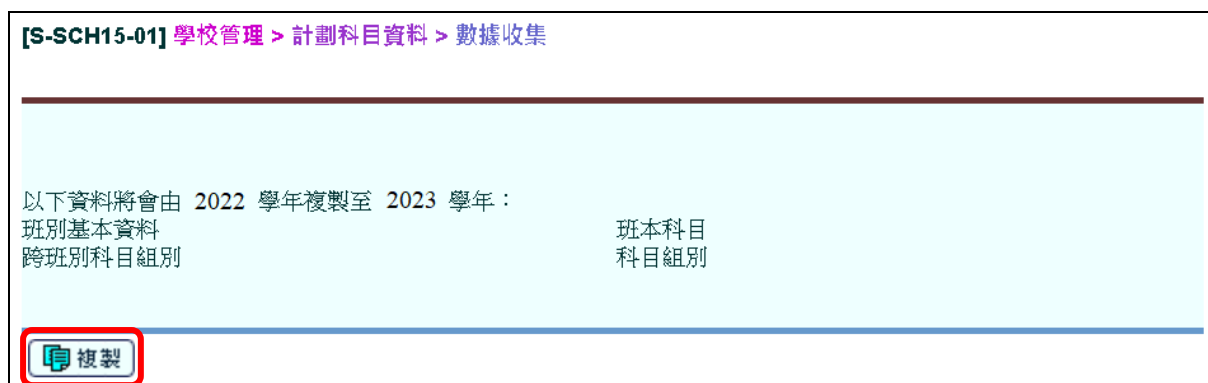 [S-SCH15-01] 學校管理 > 計劃科目資料 > 數據收集
以下資料將會由 2022 學年複製至 2023 學年：
班別基本資料 班本科目
跨班別科目組別 科目組別
複製